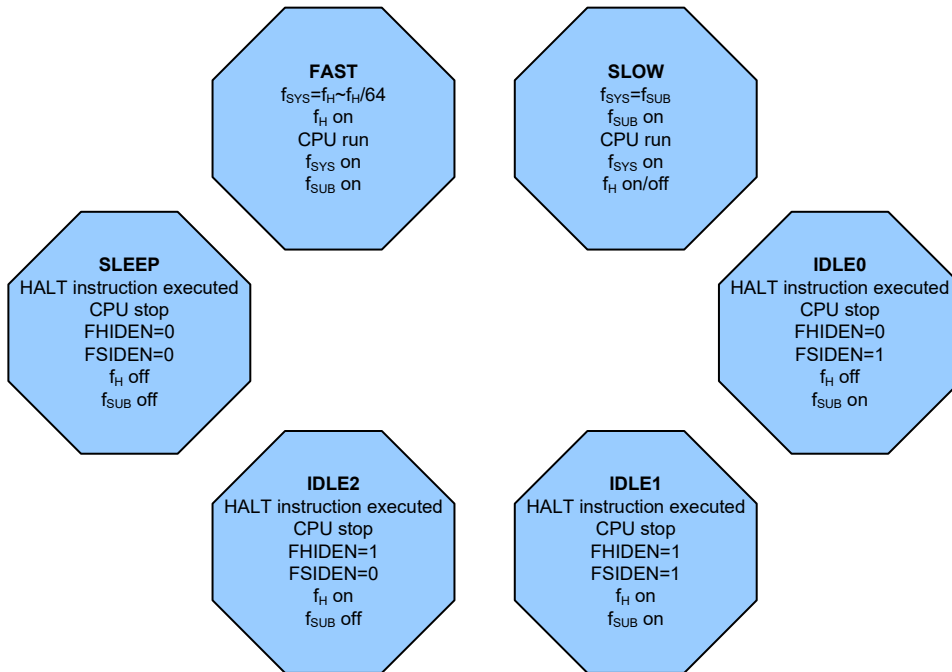 FAST
fSYS=fH~fH/64
fH on
CPU run
fSYS on
fSUB on
SLOW
fSYS=fSUB
fSUB on
CPU run
fSYS on
fH on/off
SLEEP
HALT instruction executed
CPU stop
FHIDEN=0
FSIDEN=0
fH off
fSUB off
IDLE0
HALT instruction executed
CPU stop
FHIDEN=0
FSIDEN=1
fH off
fSUB on
IDLE2
HALT instruction executed
CPU stop
FHIDEN=1
FSIDEN=0
fH on
fSUB off
IDLE1
HALT instruction executed
CPU stop
FHIDEN=1
FSIDEN=1
fH on
fSUB on